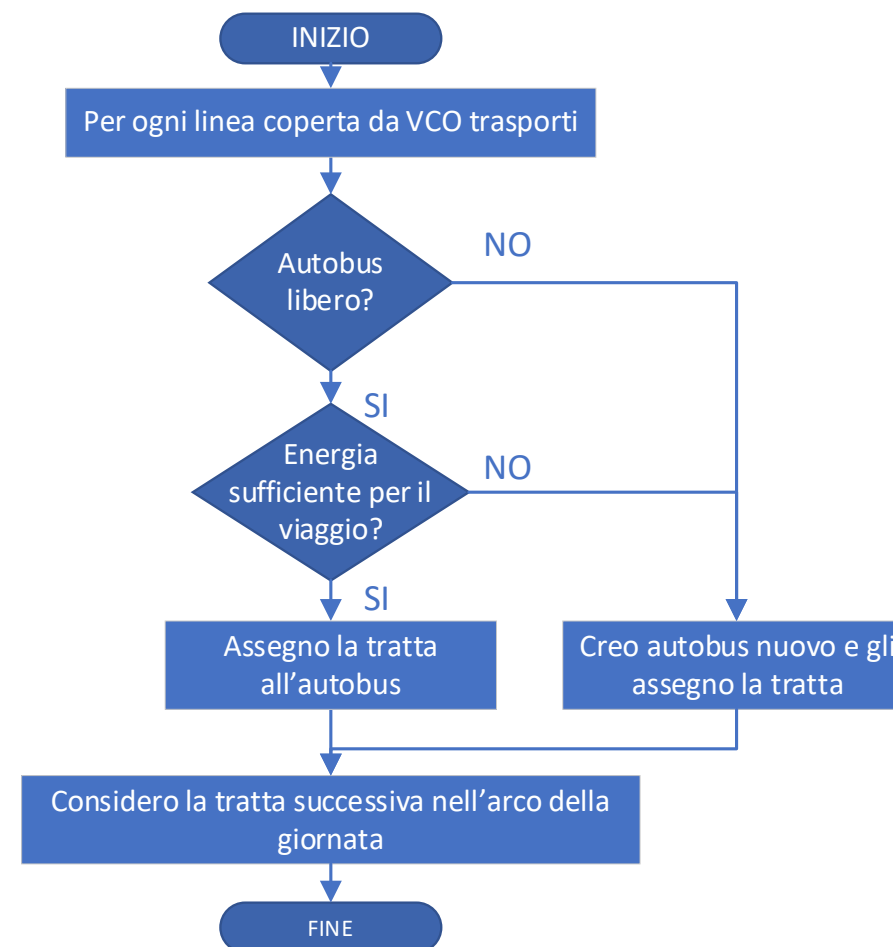 INIZIO
Per ogni linea coperta da VCO trasporti
NO
Autobus
libero?
SI
NO
Energia
sufficiente per il
viaggio?
SI
Assegno la tratta
all’autobus
Creo autobus nuovo e gli
assegno la tratta
Considero la tratta successiva nell’arco della
giornata
FINE